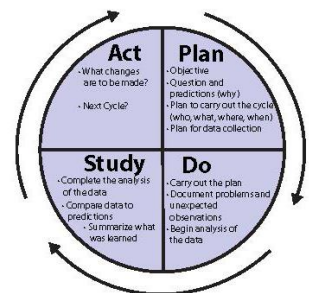 Act
· What changes
are to be made?
· Next Cycle?
Plan
· Objective
· Question and
predictions (why)
· Plan to carry out the cycle
(who, what, where, when)
· Plan for data collection
Study
· Complete the analysis
of the data
· Compare data to
predictions
· Summarize what
was learned
Do
· Carry out the plan
· Document problems and
unexpected
observations
· Begin analysis of
the data